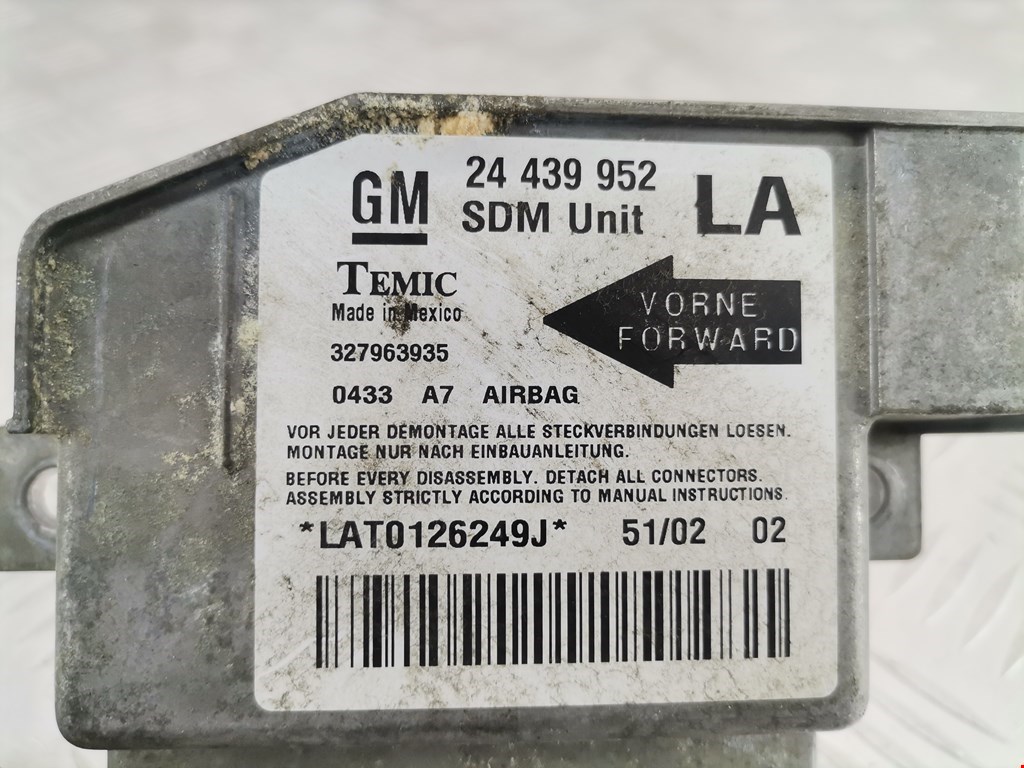 GM
24 439 952
SDM Unit
LA
TEMIC
Made in Mexico
327963935
0433 A7 AIRBAG
VORNE
FORWARD
VOR JEDER DEMONTAGE ALLE STECKVERBINDUNGEN LOESEN.
MONTAGE NUR NACH EINBAUANLEITUNG.
BEFORE EVERY DISASSEMBLY. DETACH ALL CONNECTORS.
ASSEMBLY STRICTLY ACCORDING TO MANUAL INSTRUCTIONS.
*LAT0126249J* 51/02 02